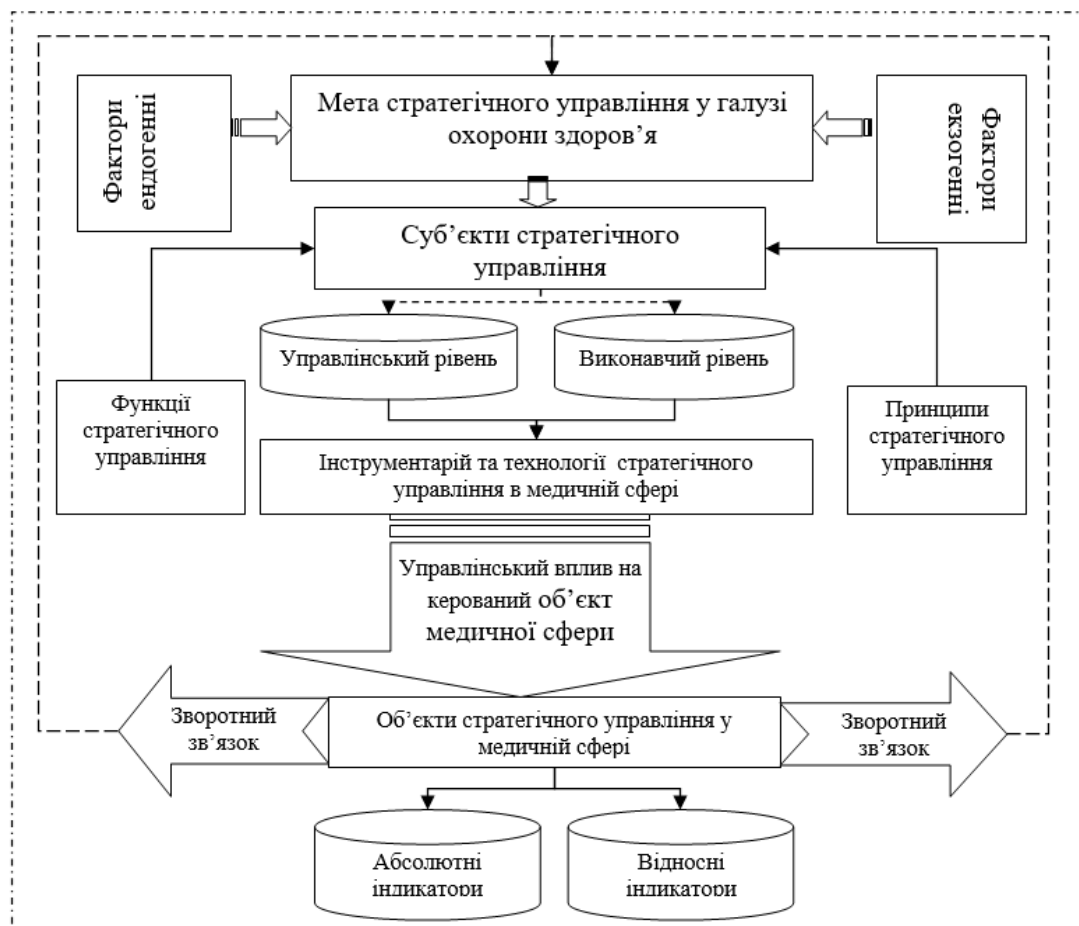 Фактори
ендогенні
Мета стратегічного управління у галузі
охорони здоров’я
Фактори
екзогенні
Суб’єкти стратегічного
управління
Управлінський рівень
Виконавчий рівень
Функції
стратегічного
управління
Принципи
стратегічного
управління
Інструментарій та технології стратегічного
управління в медичній сфері
Управлінський вплив на
керований об’єкт
медичної сфери
Зворотний
зв’язок
Об’єкти стратегічного управління у
медичній сфері
Зворотний
зв’язок
Абсолютні
індикатори
Відносні
індикатори